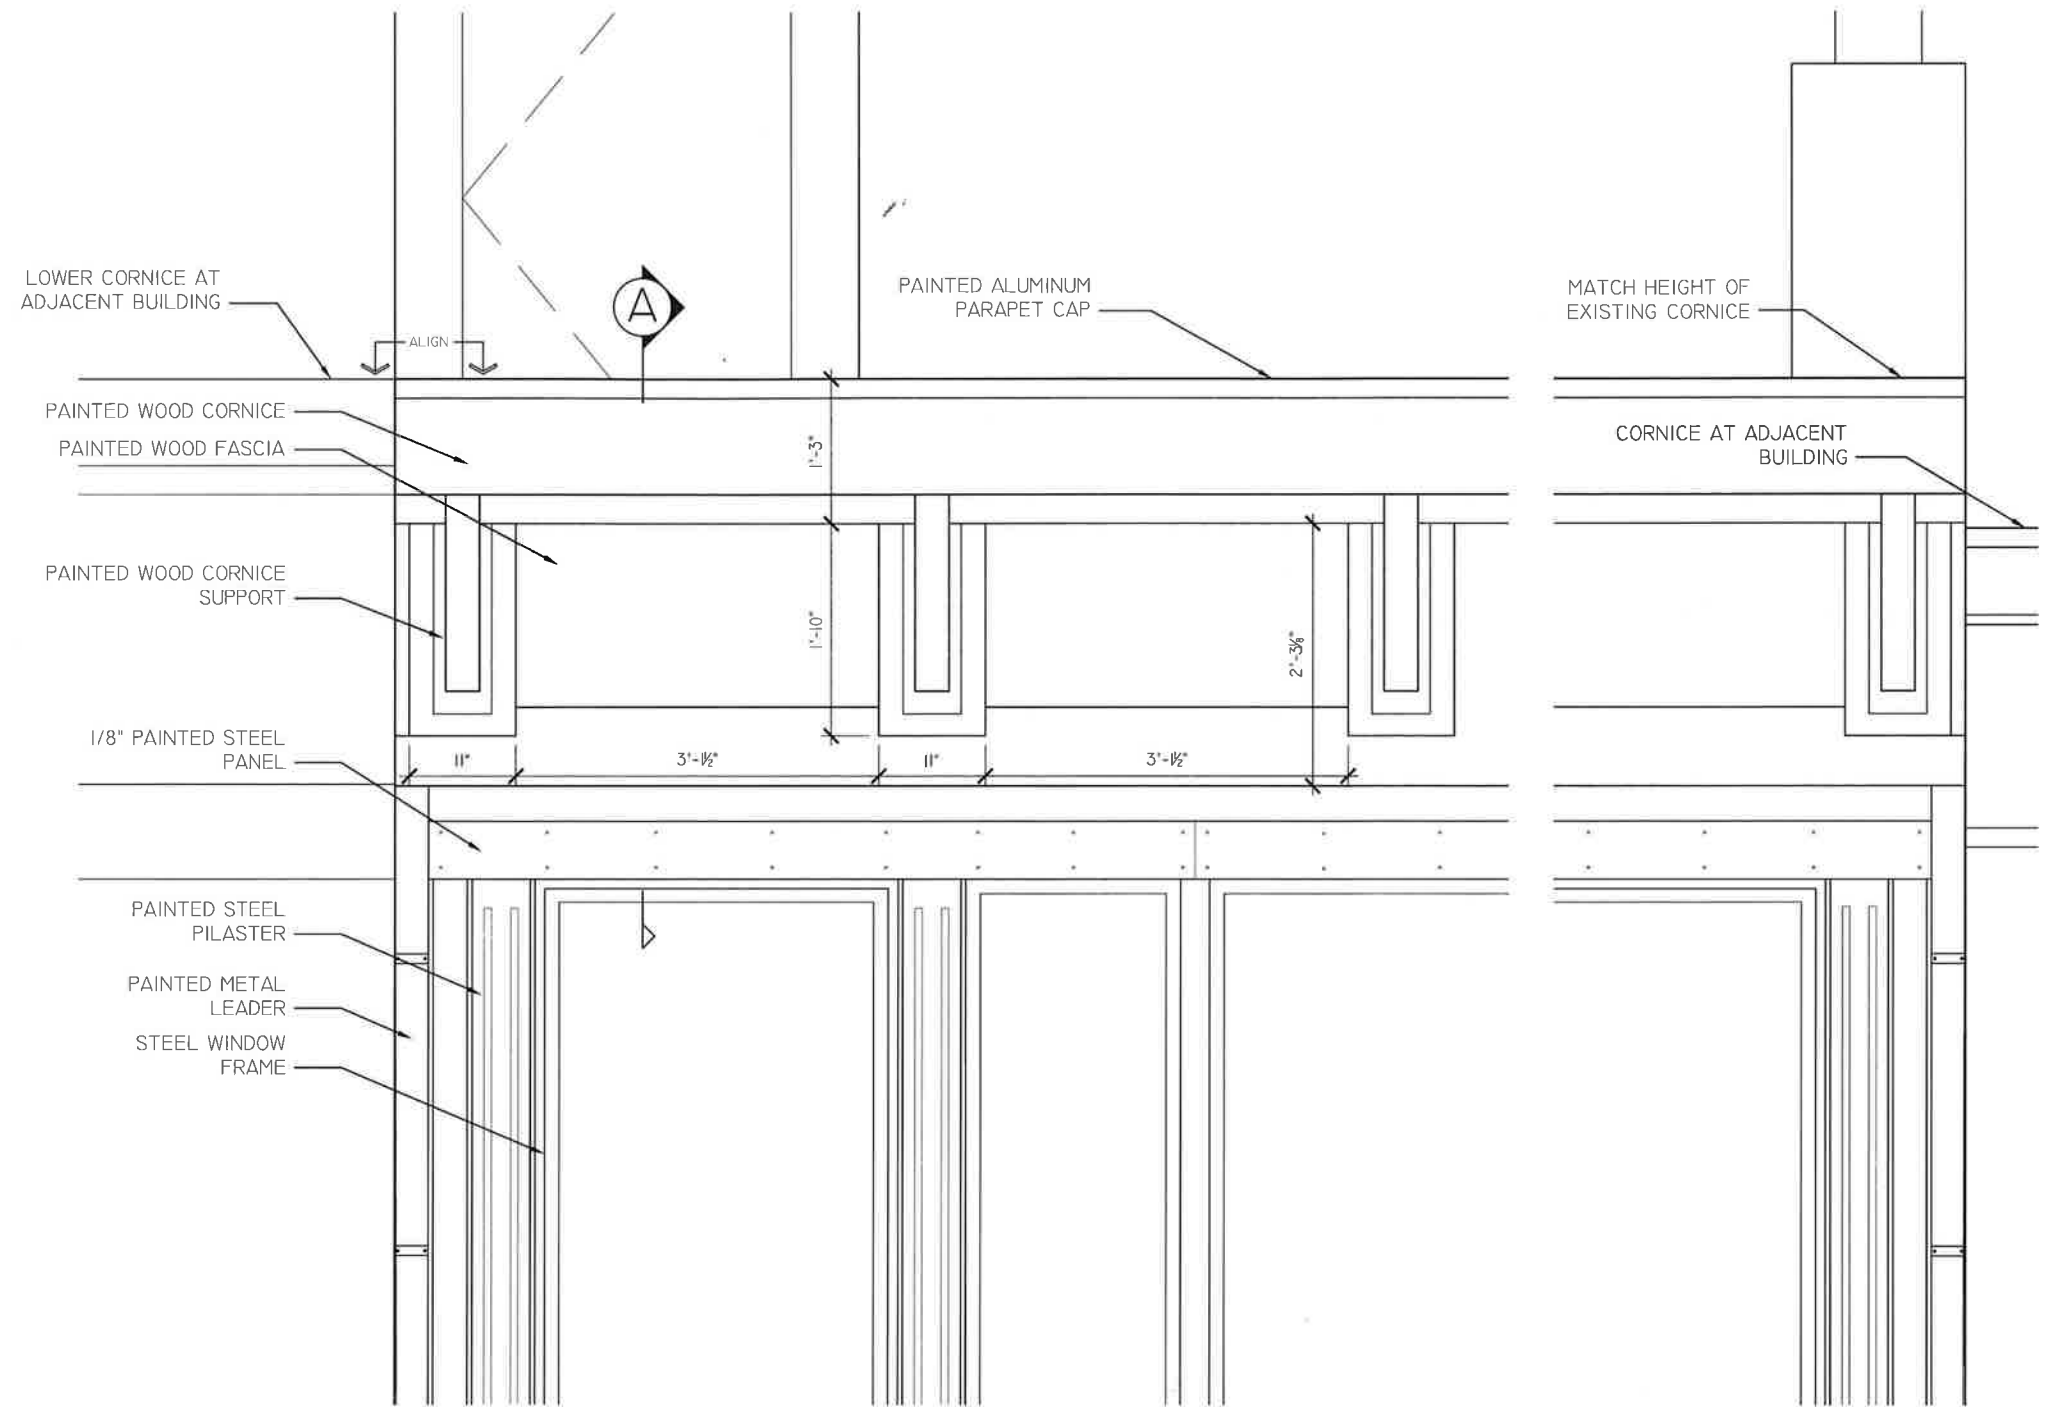 LOWER CORNICE AT
ADJACENT BUILDING
A
PAINTED ALUMINUM
PARAPET CAP
MATCH HEIGHT OF
EXISTING CORNICE
ALIGN
PAINTED WOOD CORNICE
PAINTED WOOD FASCIA
1'-3"
CORNICE AT ADJACENT
BUILDING
PAINTED WOOD CORNICE
SUPPORT
1'-10"
2'-3⅛"
1/8" PAINTED STEEL
PANEL
11"
3'-1½"
11"
3'-1½"
PAINTED STEEL
PILASTER
PAINTED METAL
LEADER
STEEL WINDOW
FRAME